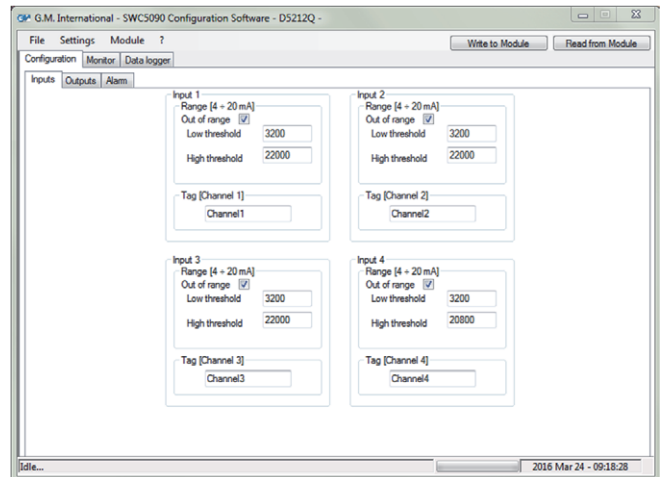 G.M. International - SWC5090 Configuration Software - D5212Q -
File Settings Module ?
Write to Module Read from Module
Configuration Monitor Data logger
Inputs Outputs Alarm
Input 1
Range [4 ÷ 20 mA]
Out of range
Low threshold 3200
High threshold 22000
Tag [Channel 1]
Channel1
Input 2
Range [4 ÷ 20 mA]
Out of range
Low threshold 3200
High threshold 22000
Tag [Channel 2]
Channel2
Input 3
Range [4 ÷ 20 mA]
Out of range
Low threshold 3200
High threshold 22000
Tag [Channel 3]
Channel3
Input 4
Range [4 ÷ 20 mA]
Out of range
Low threshold 3200
High threshold 20800
Tag [Channel 4]
Channel4
Idle...
2016 Mar 24 - 09:18:28